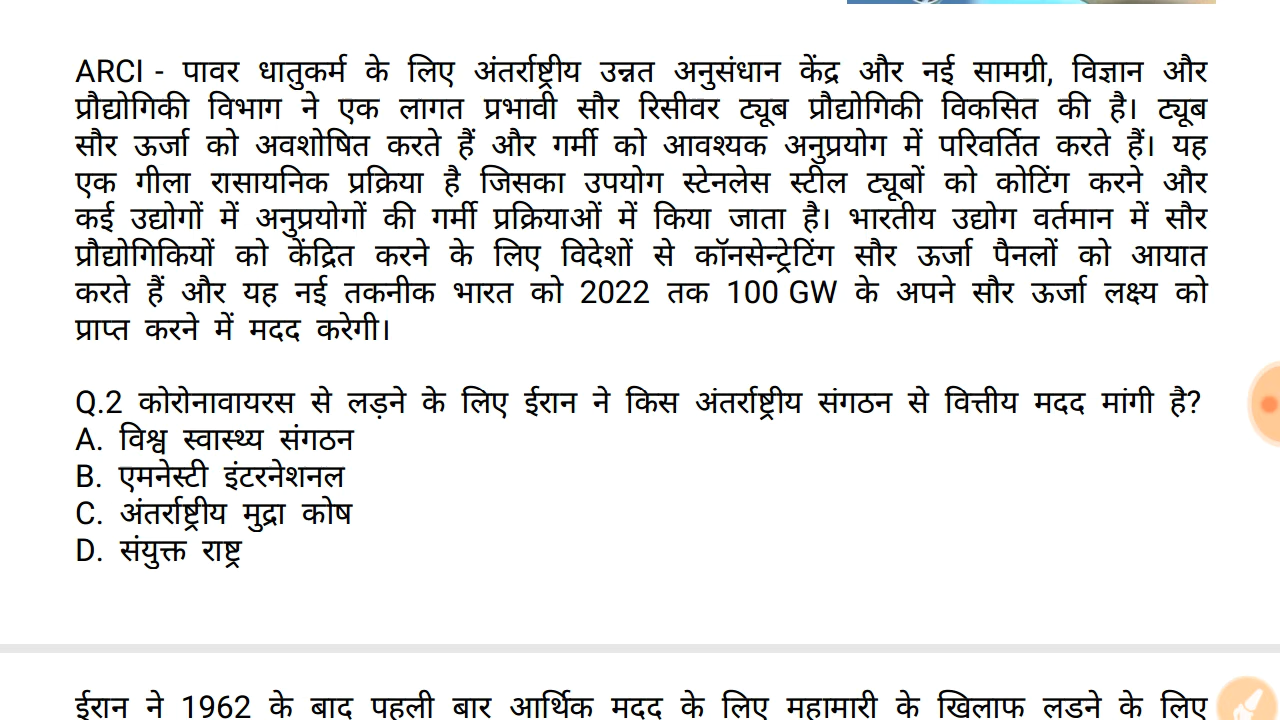 ARCI - पावर धातुकर्म के लिए अंतर्राष्ट्रीय उन्नत अनुसंधान केंद्र और नई सामग्री, विज्ञान और
प्रौद्योगिकी विभाग ने एक लागत प्रभावी सौर रिसीवर ट्यूब प्रौद्योगिकी विकसित की है। ट्यूब
सौर ऊर्जा को अवशोषित करते हैं और गर्मी को आवश्यक अनुप्रयोग में परिवर्तित करते हैं। यह
एक गीला रासायनिक प्रक्रिया है जिसका उपयोग स्टेनलेस स्टील ट्यूबों को कोटिंग करने और
कई उद्योगों में अनुप्रयोगों की गर्मी प्रक्रियाओं में किया जाता है। भारतीय उद्योग वर्तमान में सौर
प्रौद्योगिकियों को केंद्रित करने के लिए विदेशों से कॉनसेन्ट्रेटिंग सौर ऊर्जा पैनलों को आयात
करते हैं और यह नई तकनीक भारत को 2022 तक 100 GW के अपने सौर ऊर्जा लक्ष्य को
प्राप्त करने में मदद करेगी।
Q.2 कोरोनावायरस से लड़ने के लिए ईरान ने किस अंतर्राष्ट्रीय संगठन से वित्तीय मदद मांगी है?
A. विश्व स्वास्थ्य संगठन
B. एमनेस्टी इंटरनेशनल
C. अंतर्राष्ट्रीय मुद्रा कोष
D. संयुक्त राष्ट्र
ईरान ने 1962 के बाद पहली बार आर्थिक मदद के लिए महामारी के खिलाफ लडने के लिए